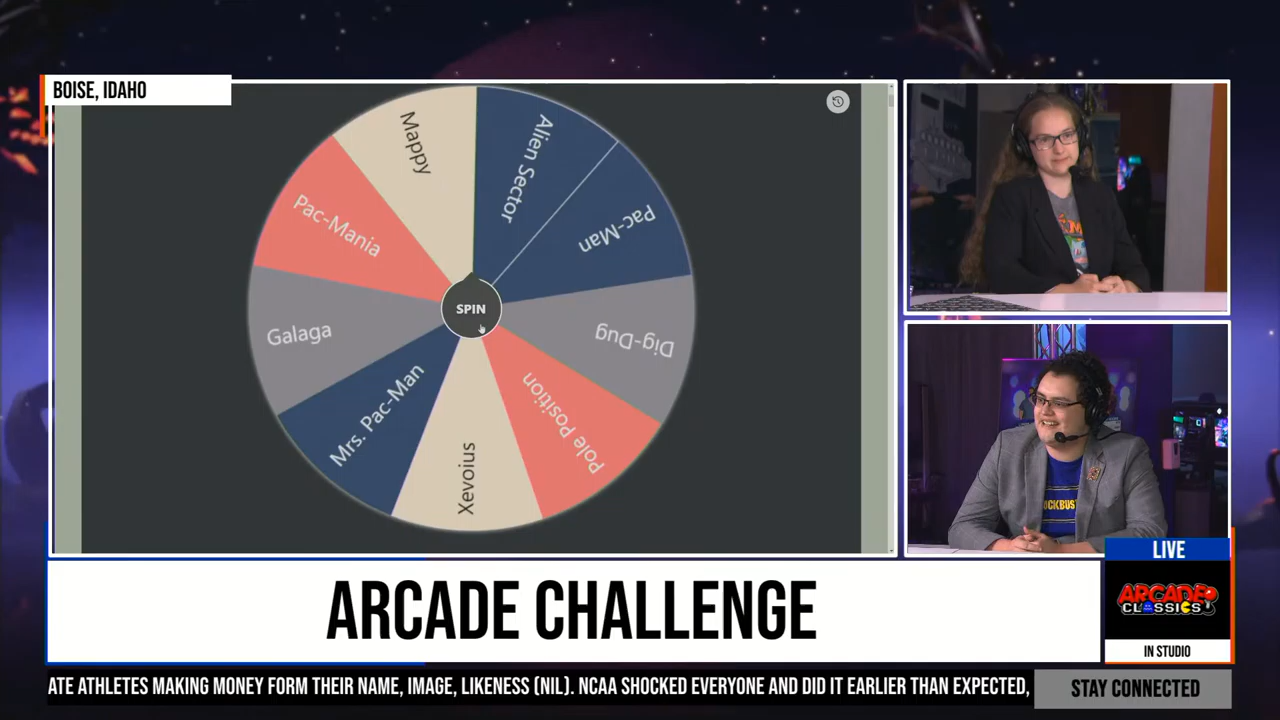 BOISE, IDAHO
Mappy
Alien Sector
Pac-Man
Pac-Mania
SPIN
Galaga
Dig-Dug
Mrs. Pac-Man
Pole Position
Xevoius
OCKBUST
LIVE
ARCADE CHALLENGE
ARCADE
CLASSICS
IN STUDIO
ATE ATHLETES MAKING MONEY FORM THEIR NAME, IMAGE, LIKENESS (NIL). NCAA SHOCKED EVERYONE AND DID IT EARLIER THAN EXPECTED,
STAY CONNECTED